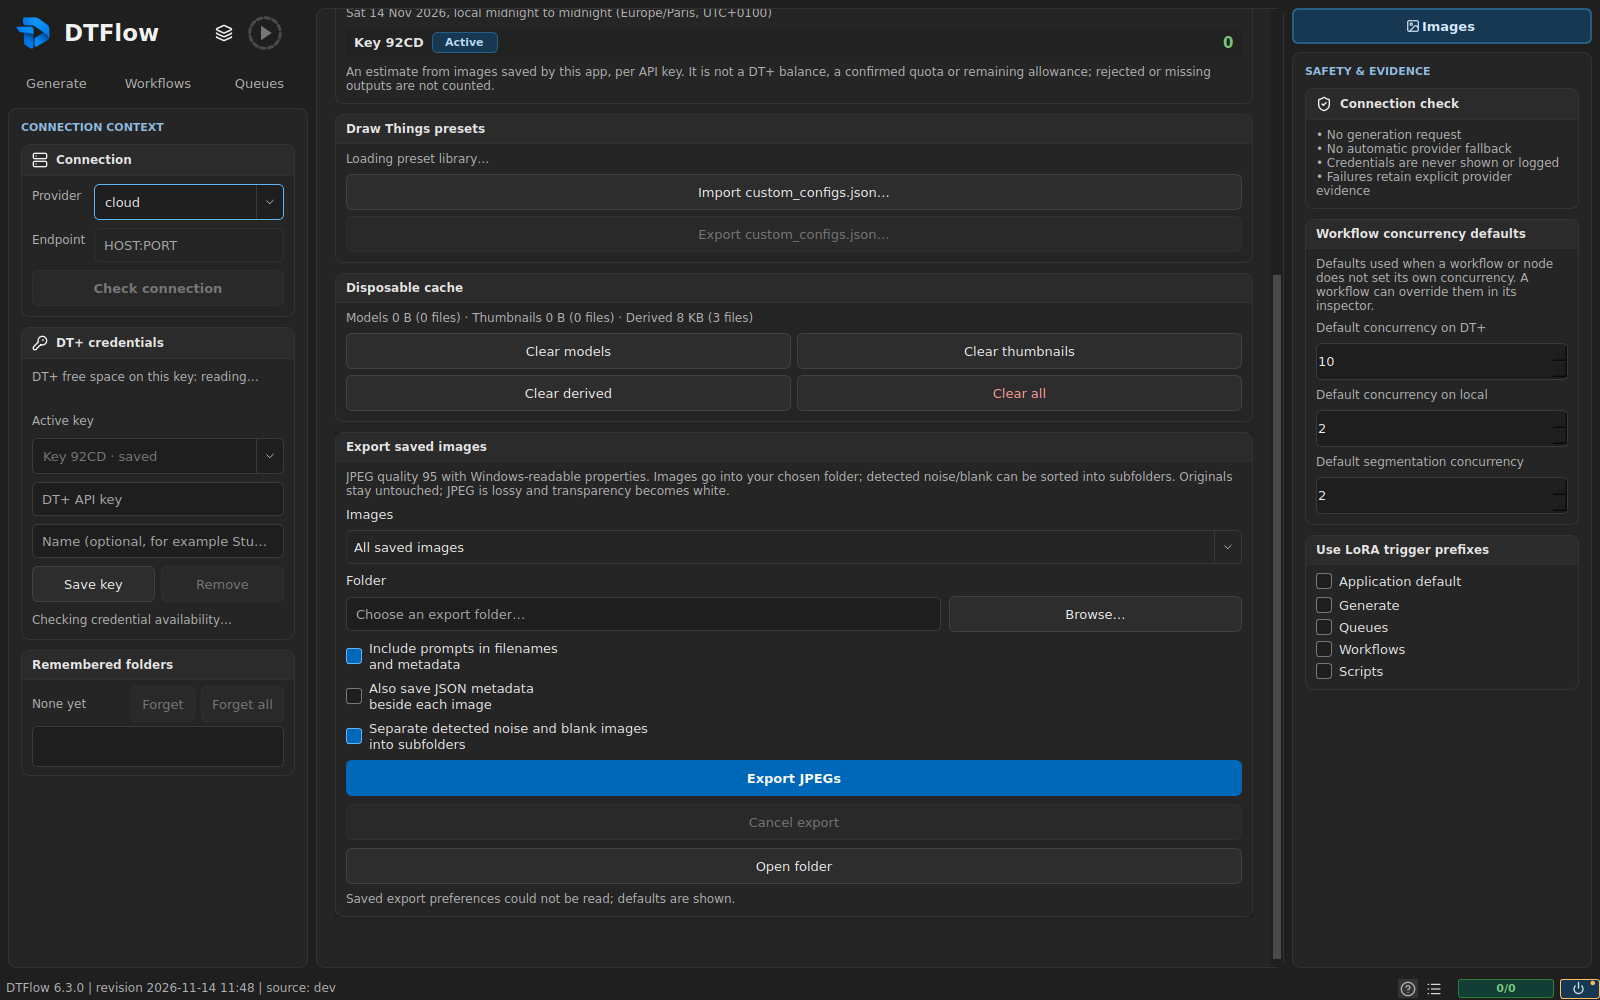 DTFlow
Generate
Workflows
Queues
CONNECTION CONTEXT
Connection
Provider
cloud
Endpoint
HOST:PORT
Check connection
DT+ credentials
DT+ free space on this key: reading...
Active key
Key 92CD · saved
DT+ API key
Name (optional, for example Stu...
Save key
Remove
Checking credential availability...
Remembered folders
None yet
Forget
Forget all
Sat 14 Nov 2026, local midnight to midnight (Europe/Paris, UTC+0100)
Key 92CD
Active
0
An estimate from images saved by this app, per API key. It is not a DT+ balance, a confirmed quota or remaining allowance; rejected or missing
outputs are not counted.
Draw Things presets
Loading preset library...
Import custom_configs.json...
Export custom_configs.json...
Disposable cache
Models 0 B (0 files) · Thumbnails 0 B (0 files) · Derived 8 KB (3 files)
Clear models
Clear thumbnails
Clear derived
Clear all
Export saved images
JPEG quality 95 with Windows-readable properties. Images go into your chosen folder; detected noise/blank can be sorted into subfolders. Originals
stay untouched; JPEG is lossy and transparency becomes white.
Images
All saved images
Folder
Choose an export folder...
Browse...
Include prompts in filenames
and metadata
Also save JSON metadata
beside each image
Separate detected noise and blank images
into subfolders
Export JPEGs
Cancel export
Open folder
Saved export preferences could not be read; defaults are shown.
Images
SAFETY & EVIDENCE
Connection check
• No generation request
• No automatic provider fallback
• Credentials are never shown or logged
• Failures retain explicit provider
evidence
Workflow concurrency defaults
Defaults used when a workflow or node
does not set its own concurrency. A
workflow can override them in its
inspector.
Default concurrency on DT+
10
Default concurrency on local
2
Default segmentation concurrency
2
Use LoRA trigger prefixes
Application default
Generate
Queues
Workflows
Scripts
DTFlow 6.3.0 | revision 2026-11-14 11:48 | source: dev
0/0